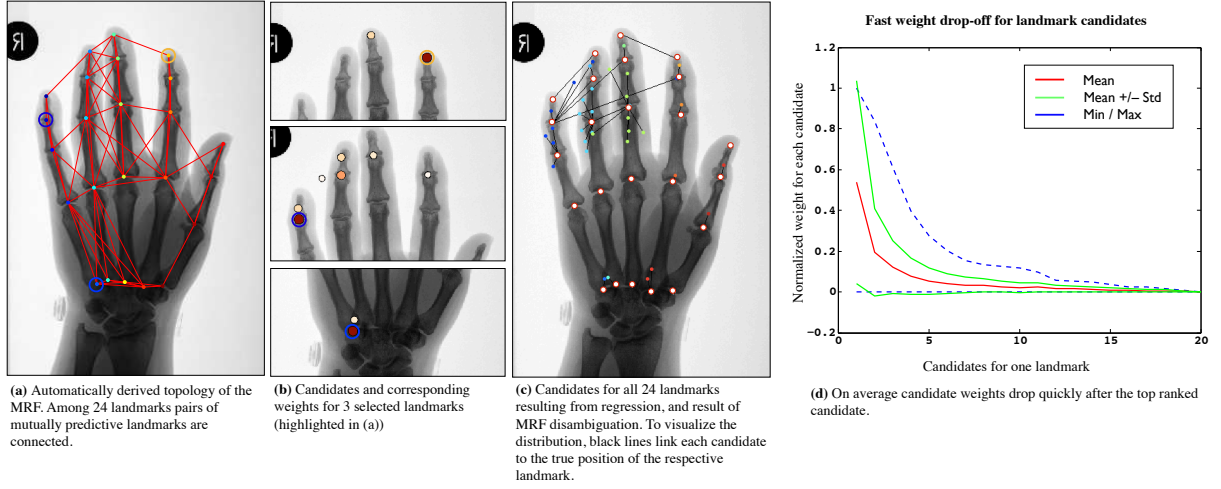 R
R
R
(a) Automatically derived topology of the
MRF. Among 24 landmarks pairs of
mutually predictive landmarks are
connected.
(b) Candidates and corresponding
weights for 3 selected landmarks
(highlighted in (a))
(c) Candidates for all 24 landmarks
resulting from regression, and result of
MRF disambiguation. To visualize the
distribution, black lines link each candidate
to the true position of the respective
landmark.
Fast weight drop-off for landmark candidates
Normalized weight for each candidate
1.2
1
0.8
0.6
0.4
0.2
0
−0.2
Mean
Mean +/− Std
Min / Max
0 5 10 15 20
Candidates for one landmark
(d) On average candidate weights drop quickly after the top ranked
candidate.